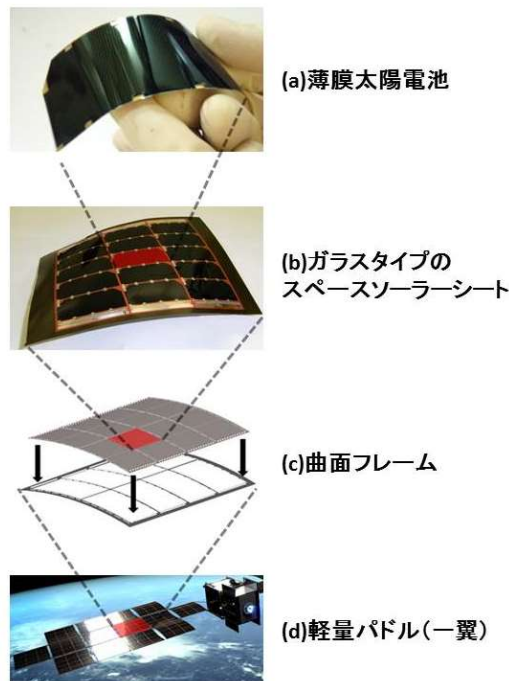 (a)薄膜太陽電池
(b)ガラスタイプの
スペースソーラーシート
(c)曲面フレーム
(d)軽量パドル(一翼)